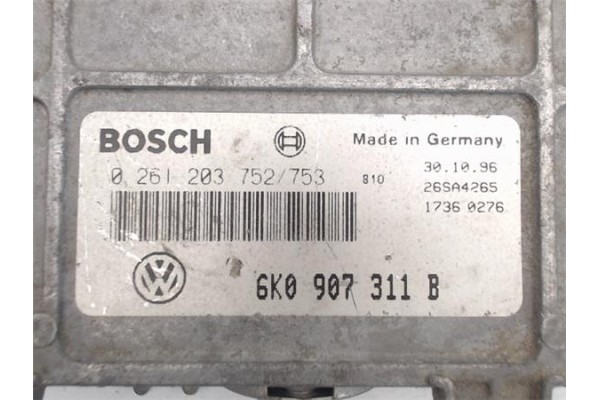 BOSCH Made in Germany
0 261 203 752/753 810 30.10.96
26SA4265
1736 0276
VW
6K0 907 311 B